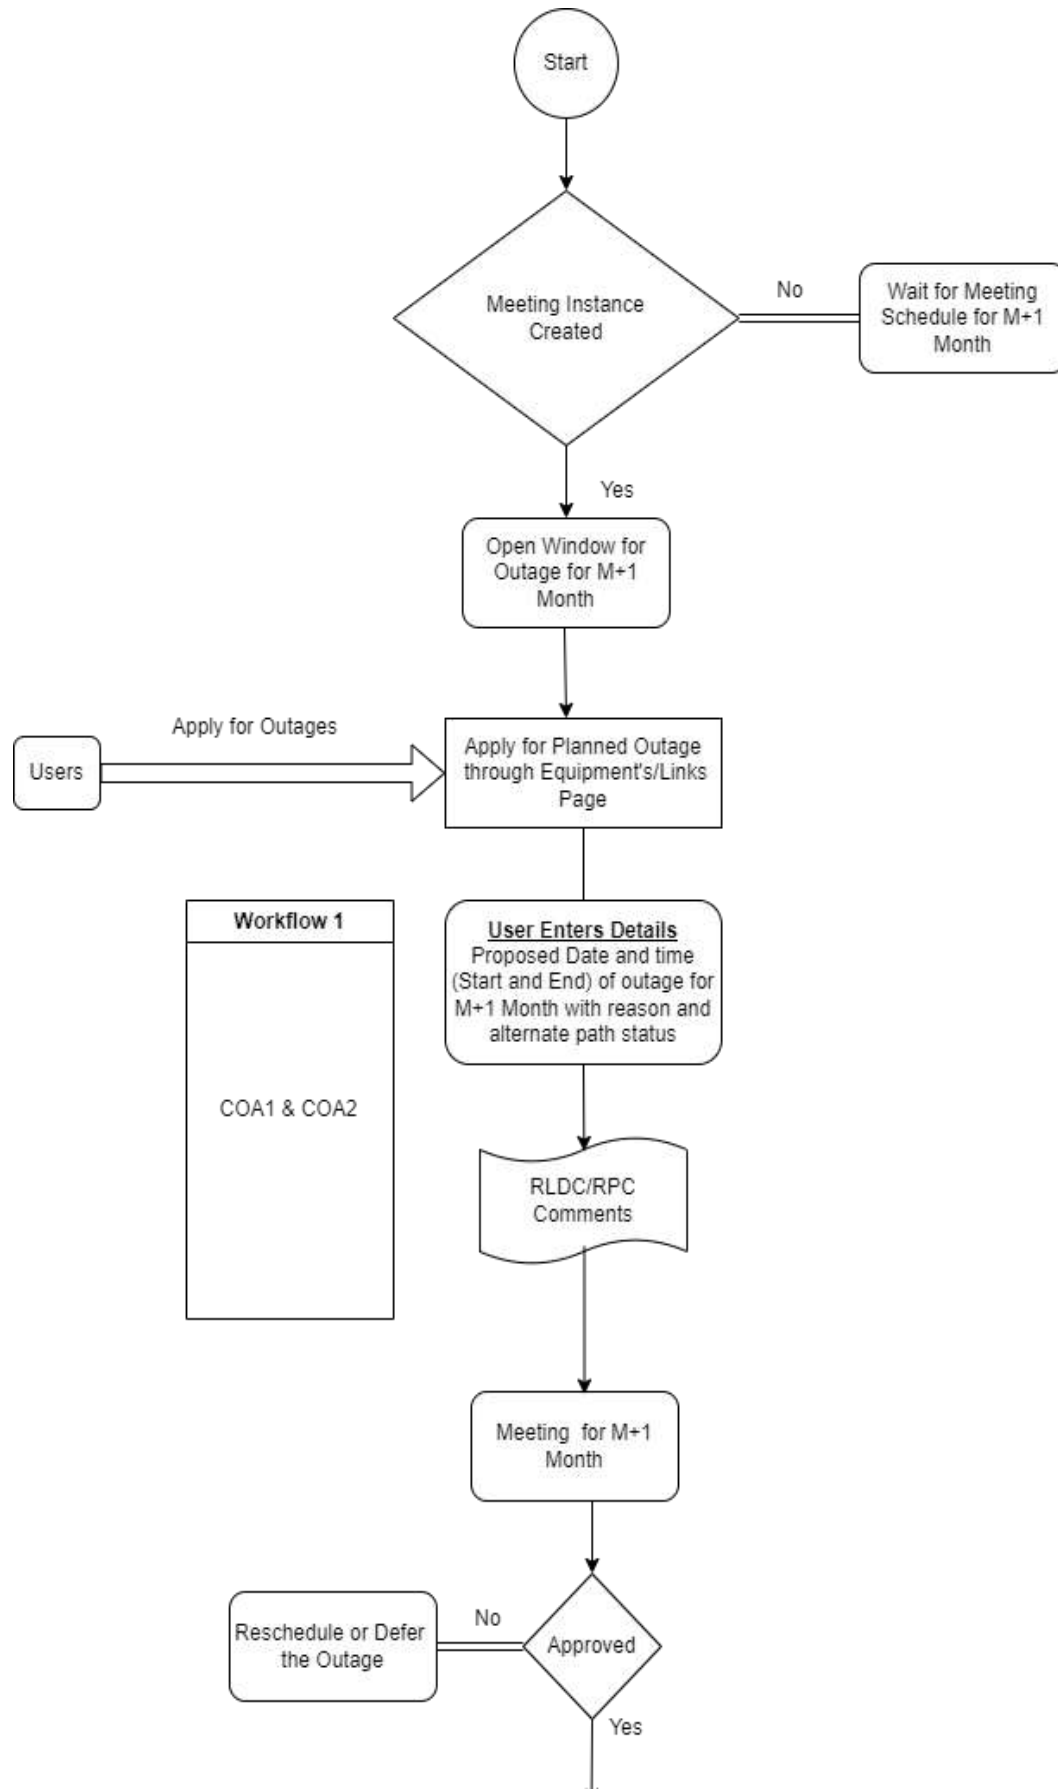 Start
Meeting Instance
Created
No
Wait for Meeting
Schedule for M+1
Month
Yes
Open Window for
Outage for M+1
Month
Apply for Outages
Users
Apply for Planned Outage
through Equipment's/Links
Page
Workflow 1
COA1 & COA2
User Enters Details
Proposed Date and time
(Start and End) of outage for
M+1 Month with reason and
alternate path status
RLDC/RPC
Comments
Meeting for M+1
Month
Approved
No
Reschedule or Defer
the Outage
Yes